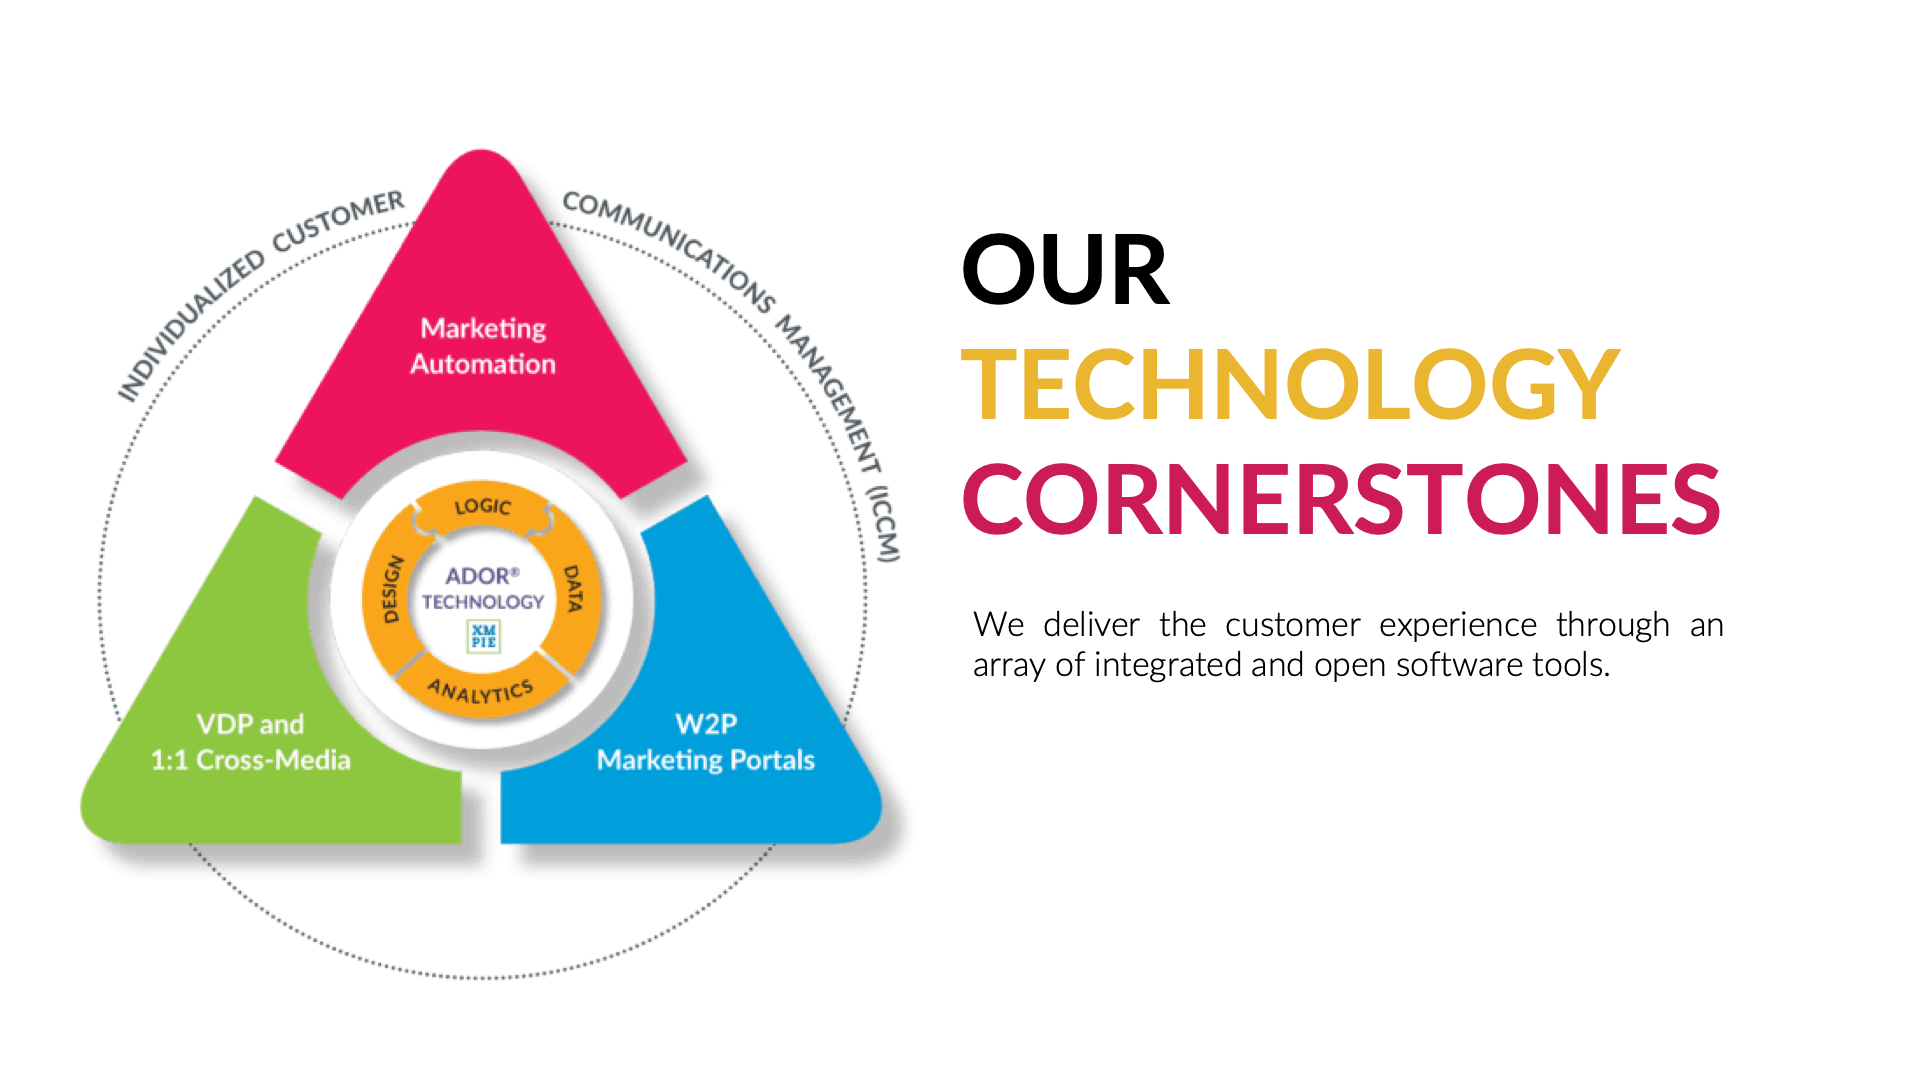 INDIVIDUALIZED CUSTOMER COMMUNICATIONS MANAGEMENT (ICCM)
Marketing
Automation
LOGIC
DESIGN
DATA
ANALYTICS
ADOR®
TECHNOLOGY
XM
PIE
VDP and
1:1 Cross-Media
W2P
Marketing Portals
OUR
TECHNOLOGY
CORNERSTONES
We deliver the customer experience through an
array of integrated and open software tools.